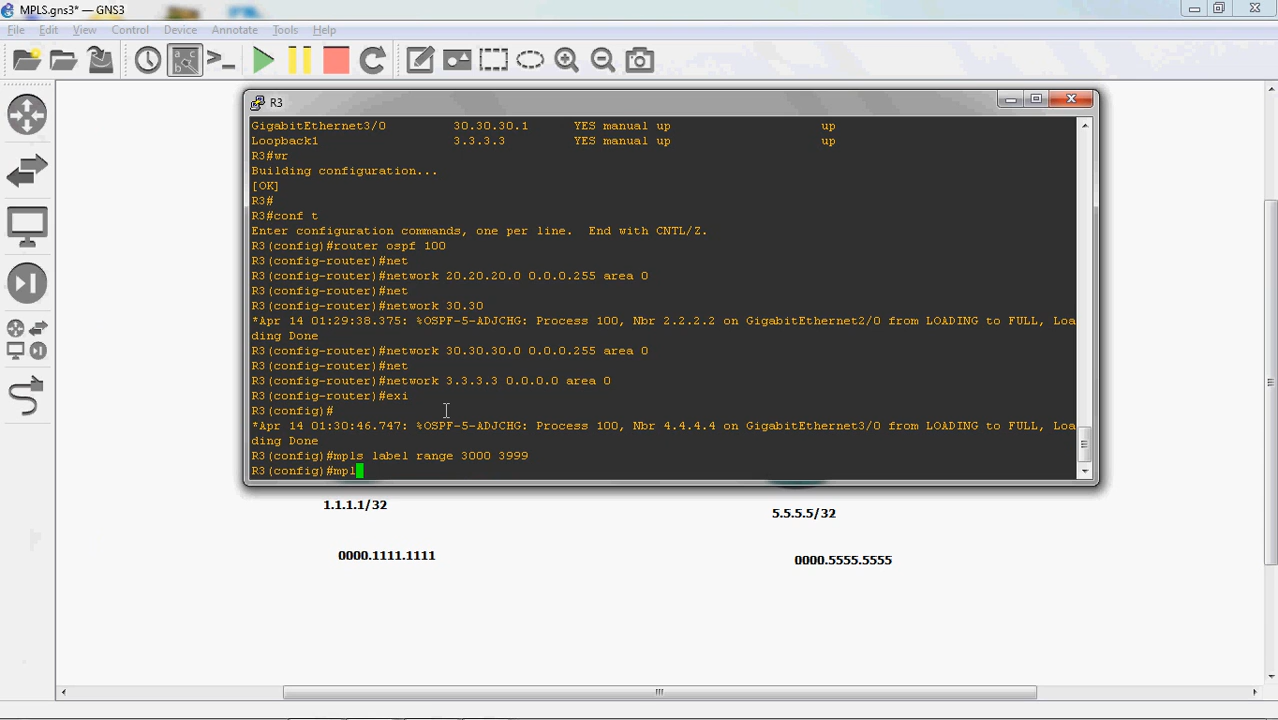 MPLS.gns3* — GNS3
File Edit View Control Device Annotate Tools Help
R3
GigabitEthernet3/0 30.30.30.1 YES manual up up
Loopback1 3.3.3.3 YES manual up up
R3#wr
Building configuration...
[OK]
R3#
R3#conf t
Enter configuration commands, one per line. End with CNTL/Z.
R3(config)#router ospf 100
R3(config-router)#net
R3(config-router)#network 20.20.20.0 0.0.0.255 area 0
R3(config-router)#net
R3(config-router)#network 30.30
*Apr 14 01:29:38.375: %OSPF-5-ADJCHG: Process 100, Nbr 2.2.2.2 on GigabitEthernet2/0 from LOADING to FULL, Loa
ding Done
R3(config-router)#network 30.30.30.0 0.0.0.255 area 0
R3(config-router)#net
R3(config-router)#network 3.3.3.3 0.0.0.0 area 0
R3(config-router)#exi
R3(config)#
*Apr 14 01:30:46.747: %OSPF-5-ADJCHG: Process 100, Nbr 4.4.4.4 on GigabitEthernet3/0 from LOADING to FULL, Loa
ding Done
R3(config)#mpls label range 3000 3999
R3(config)#mpl
1.1.1.1/32
5.5.5.5/32
0000.1111.1111
0000.5555.5555